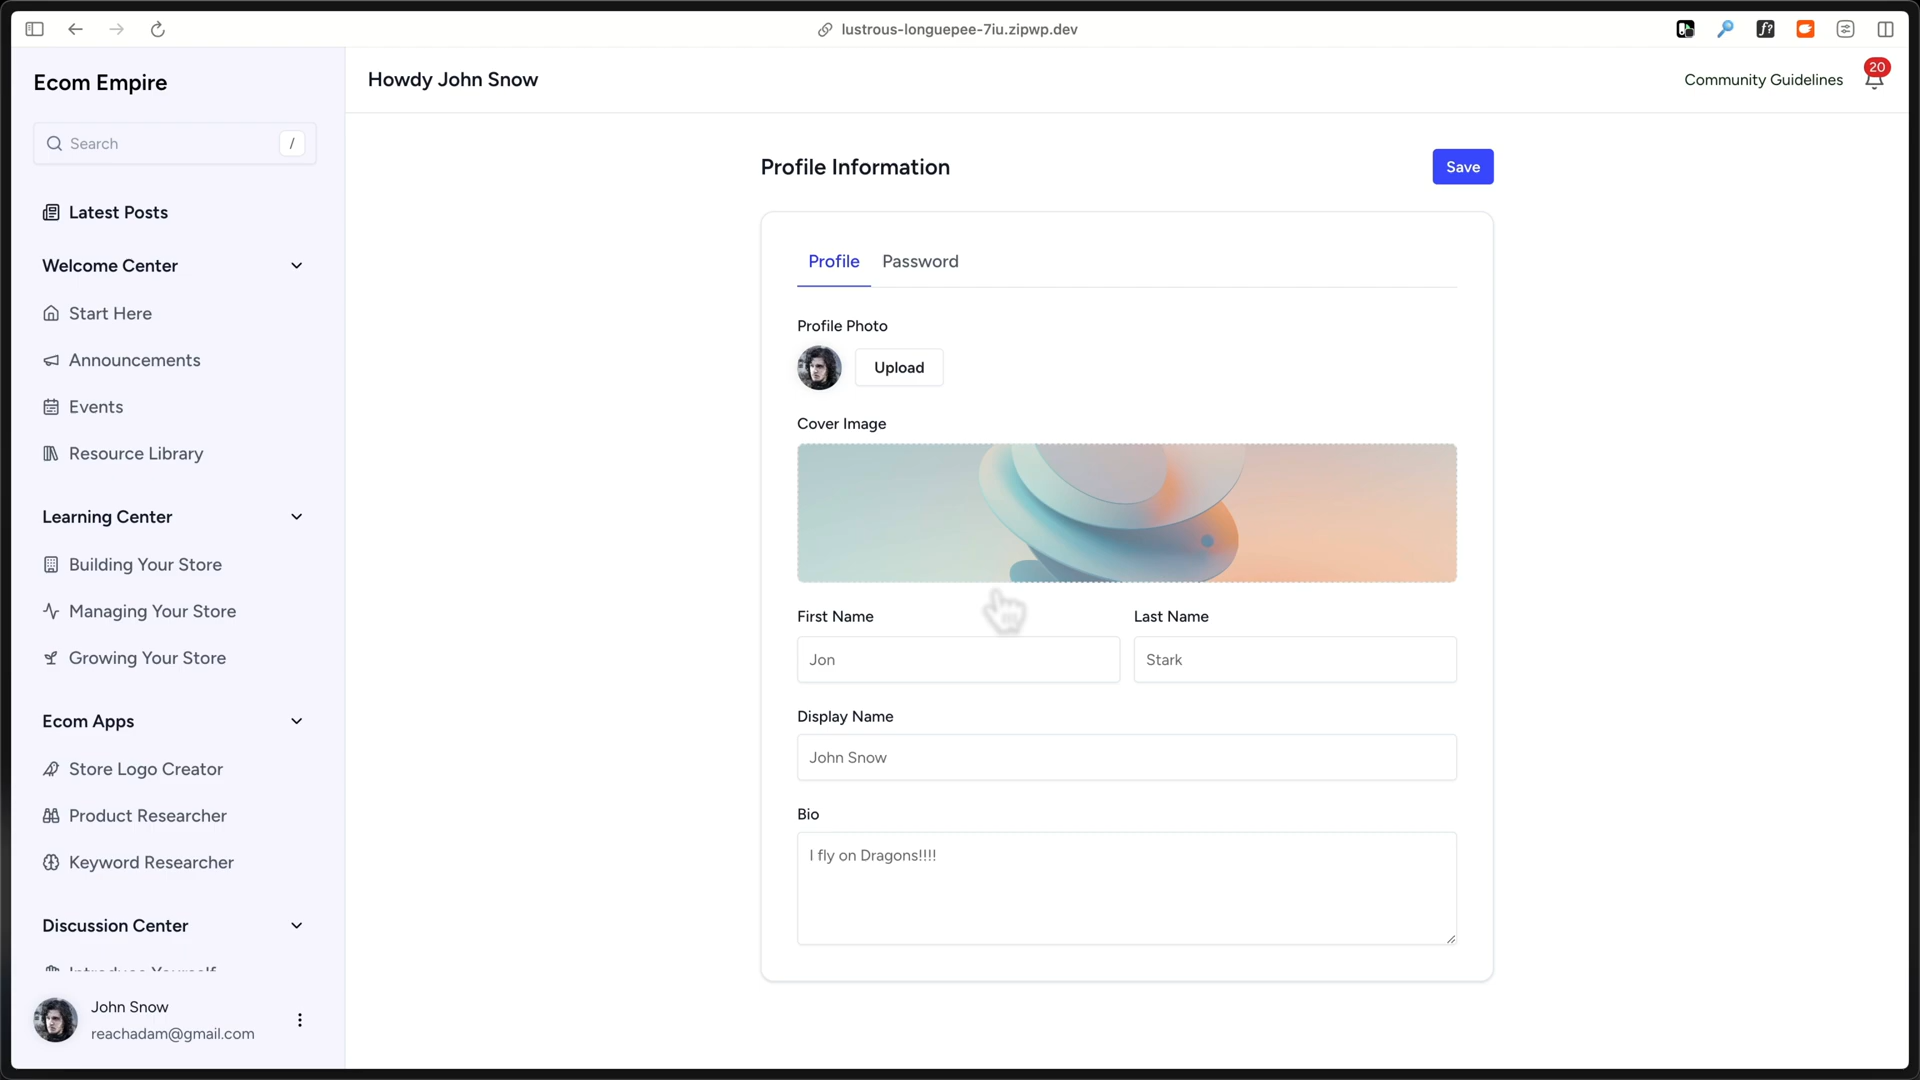 lustrous-longuepee-7iu.zipwp.dev
Ecom Empire
Search /
Latest Posts
Welcome Center
Start Here
Announcements
Events
Resource Library
Learning Center
Building Your Store
Managing Your Store
Growing Your Store
Ecom Apps
Store Logo Creator
Product Researcher
Keyword Researcher
Discussion Center
Introduce Yourself
John Snow
reachadam@gmail.com
Howdy John Snow
Community Guidelines
20
Profile Information
Save
Profile Password
Profile Photo
Upload
Cover Image
First Name Last Name
Jon Stark
Display Name
John Snow
Bio
I fly on Dragons!!!!